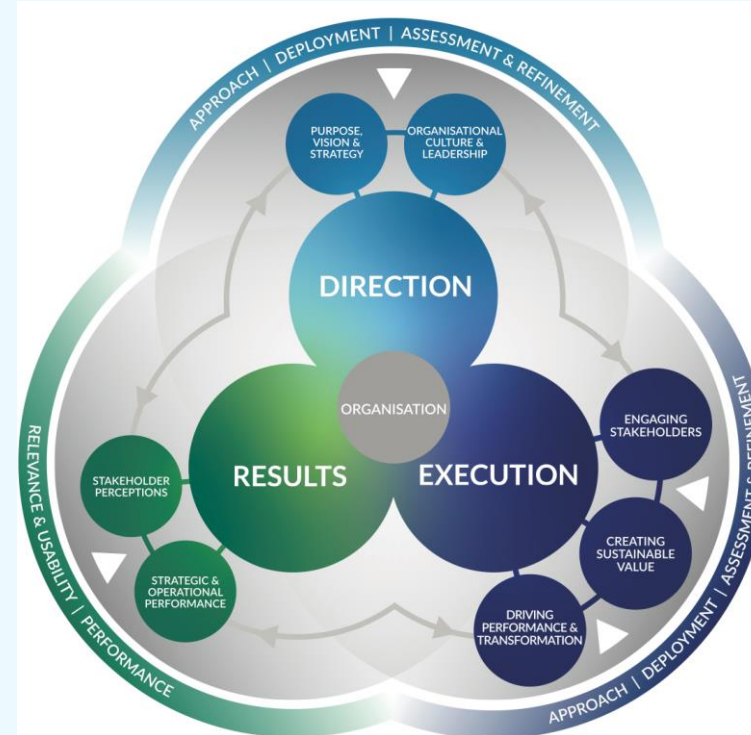 APPROACH | DEPLOYMENT | ASSESSMENT & REFINEMENT
PURPOSE,
VISION &
STRATEGY
ORGANISATIONAL
CULTURE &
LEADERSHIP
DIRECTION
ORGANISATION
RESULTS
EXECUTION
ENGAGING
STAKEHOLDERS
CREATING
SUSTAINABLE
VALUE
DRIVING
PERFORMANCE &
TRANSFORMATION
STAKEHOLDER
PERCEPTIONS
STRATEGIC &
OPERATIONAL
PERFORMANCE
RELEVANCE & USABILITY | PERFORMANCE
APPROACH | DEPLOYMENT | ASSESSMENT & REFINEMENT